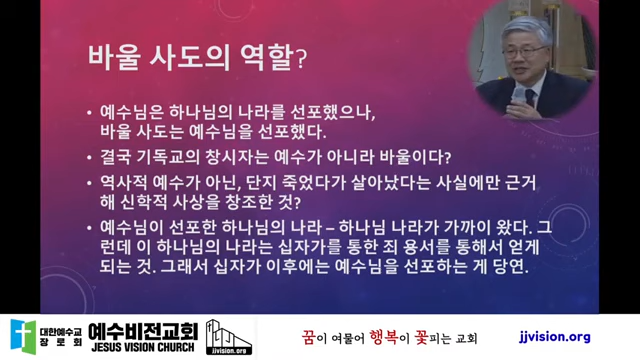 바울 사도의 역할?
• 예수님은 하나님의 나라를 선포했으나,
바울 사도는 예수님을 선포했다.
• 결국 기독교의 창시자는 예수가 아니라 바울이다?
• 역사적 예수가 아닌, 단지 죽었다가 살아났다는 사실에만 근거
해 신학적 사상을 창조한 것?
• 예수님이 선포한 하나님의 나라 – 하나님 나라가 가까이 왔다. 그
런데 이 하나님의 나라는 십자가를 통한 죄 용서를 통해서 얻게
되는 것. 그래서 십자가 이후에는 예수님을 선포하는 게 당연.
대한예수교
장로회
예수비전교회
JESUS VISION CHURCH
jjvision.org
꿈이 여물어 행복이 꽃피는 교회
jjvision.org